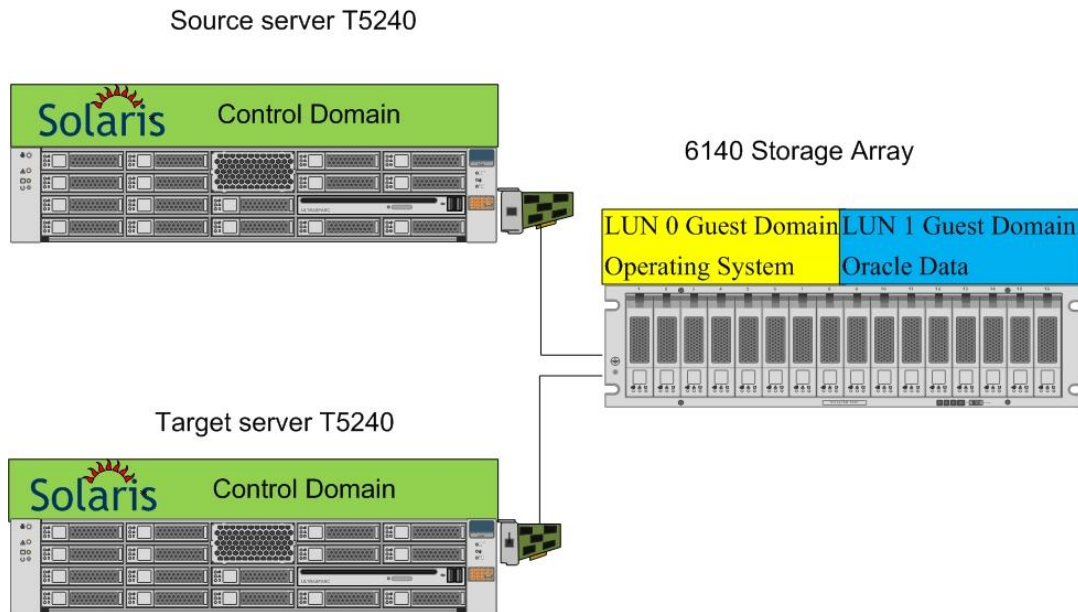 Source server T5240
Solaris
Control Domain
6140 Storage Array
LUN 0 Guest Domain
Operating System
LUN 1 Guest Domain
Oracle Data
Target server T5240
Solaris
Control Domain